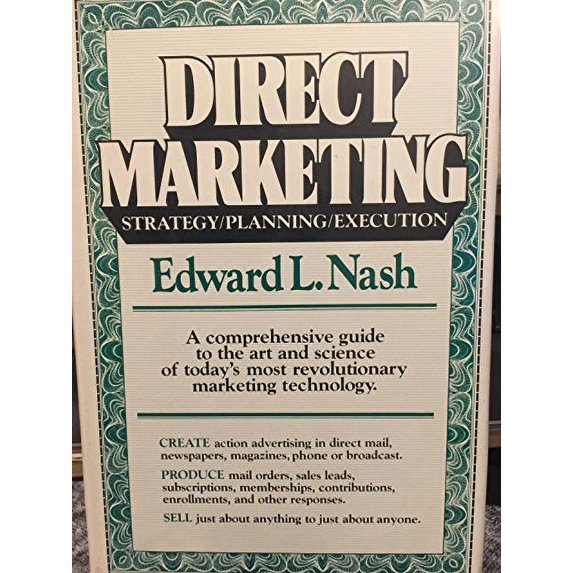 DIRECT
MARKETING
STRATEGY/PLANNING/EXECUTION
Edward L. Nash
A comprehensive guide
to the art and science
of today's most revolutionary
marketing technology.
CREATE action advertising in direct mail,
newspapers, magazines, phone or broadcast.
PRODUCE mail orders, sales leads,
subscriptions, memberships, contributions,
enrollments, and other responses.
SELL just about anything to just about anyone.